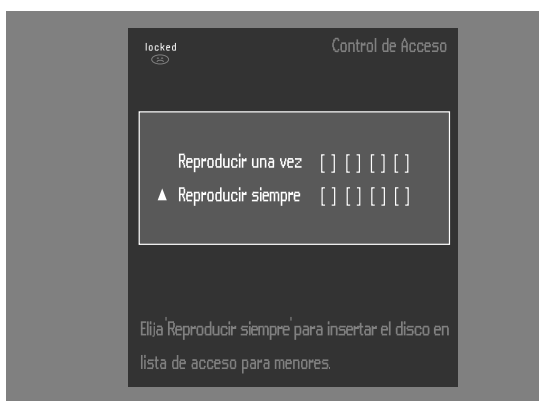 locked
Control de Acceso
Reproducir una vez [ ] [ ] [ ] [ ]
▲ Reproducir siempre [ ] [ ] [ ] [ ]
Elija 'Reproducir siempre' para insertar el disco en
lista de acceso para menores.